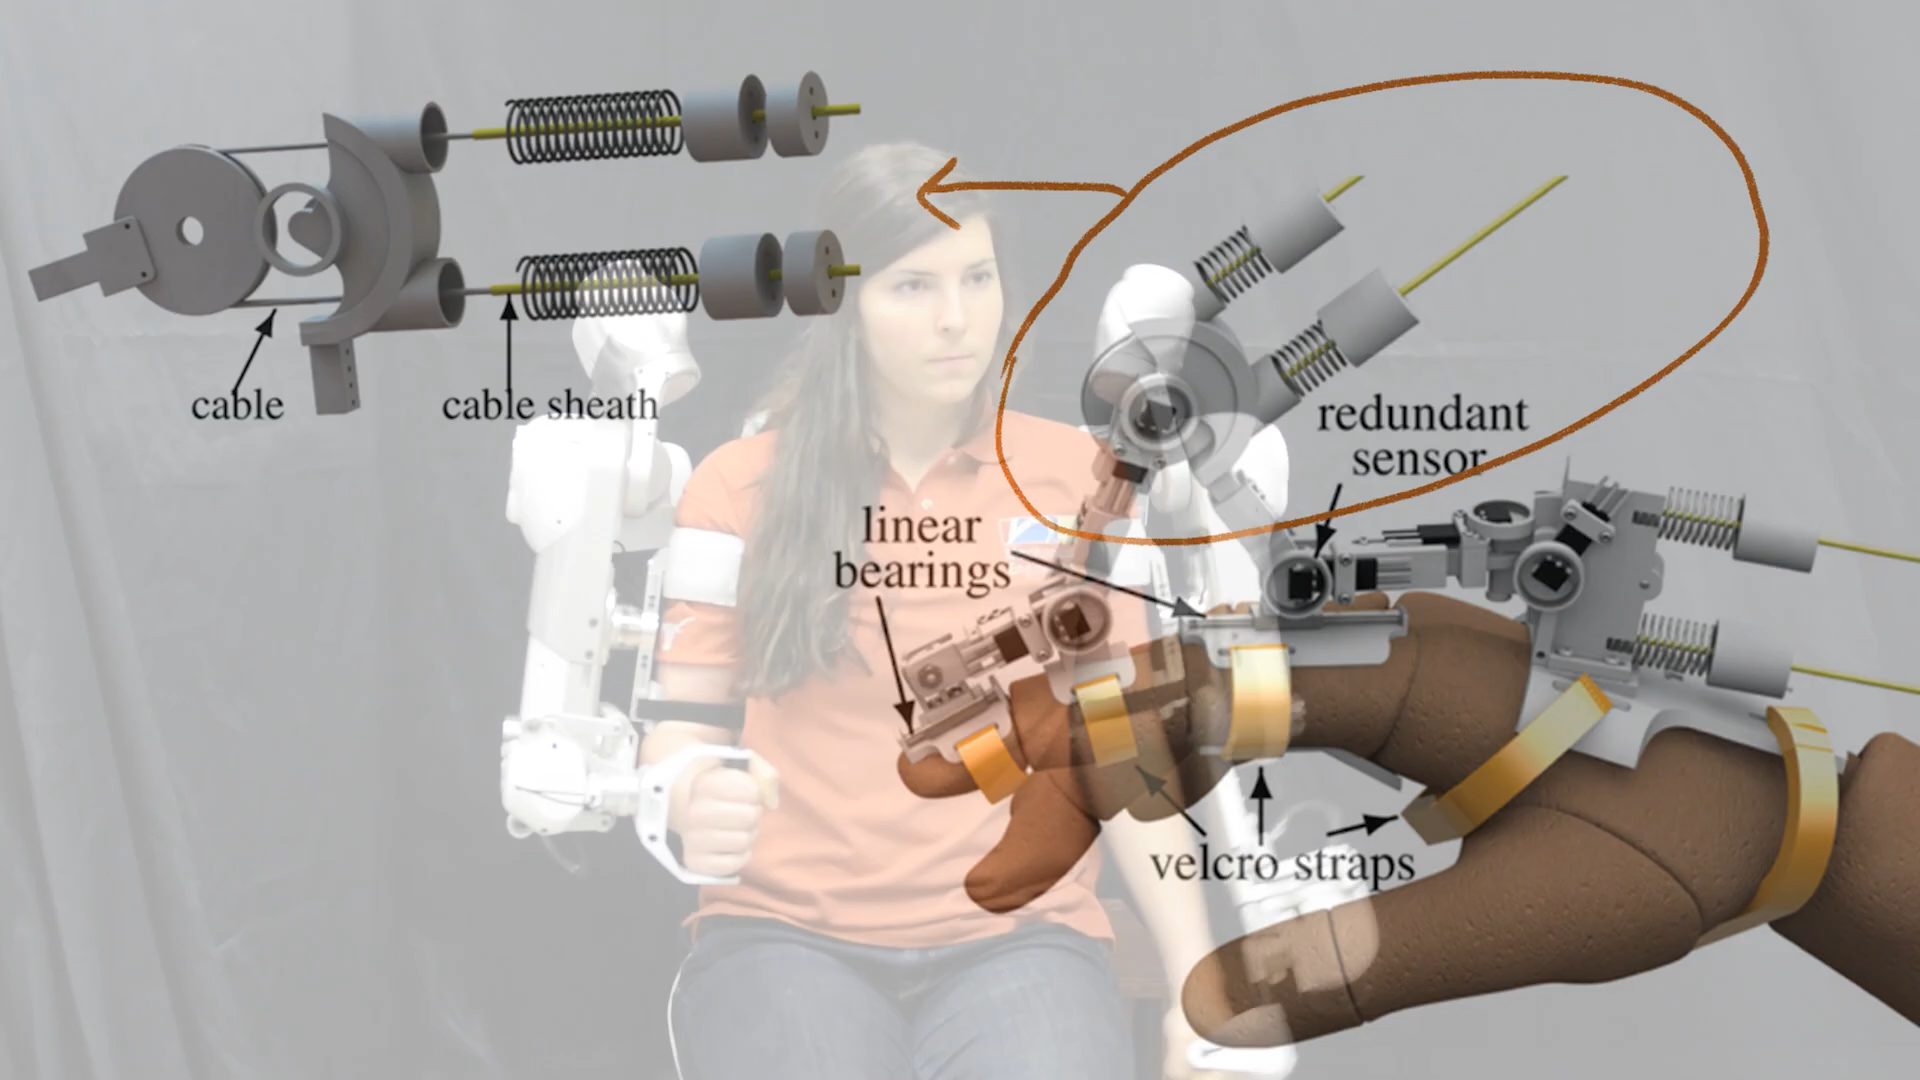 cable
cable sheath
redundant
sensor
linear
bearings
velcro straps